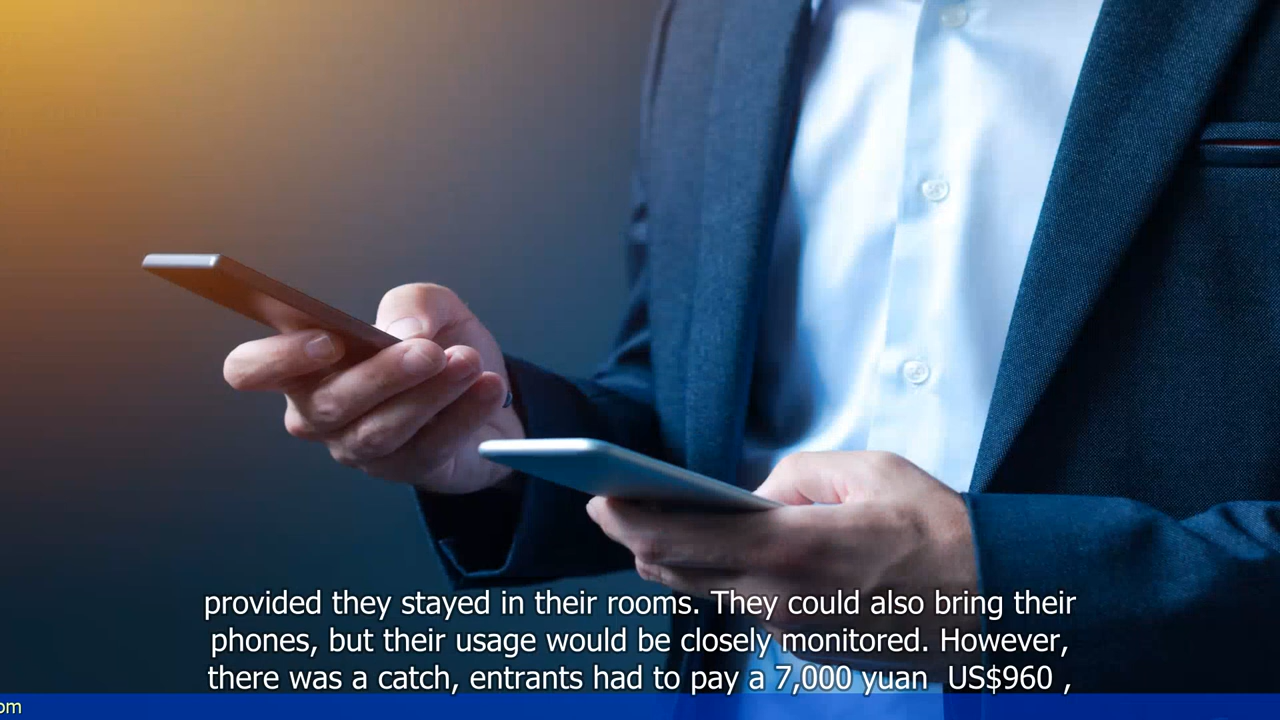 provided they stayed in their rooms. They could also bring their
phones, but their usage would be closely monitored. However,
there was a catch, entrants had to pay a 7,000 yuan  US$960 ,
om